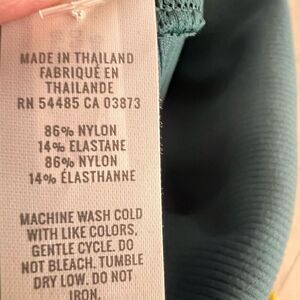 MADE IN THAILAND
FABRIQUÉ EN
THAILANDE
RN 54485 CA 03873
86% NYLON
14% ELASTANE
86% NYLON
14% ÉLASTHANNE
MACHINE WASH COLD
WITH LIKE COLORS,
GENTLE CYCLE. DO
NOT BLEACH. TUMBLE
DRY LOW. DO NOT
IRON.